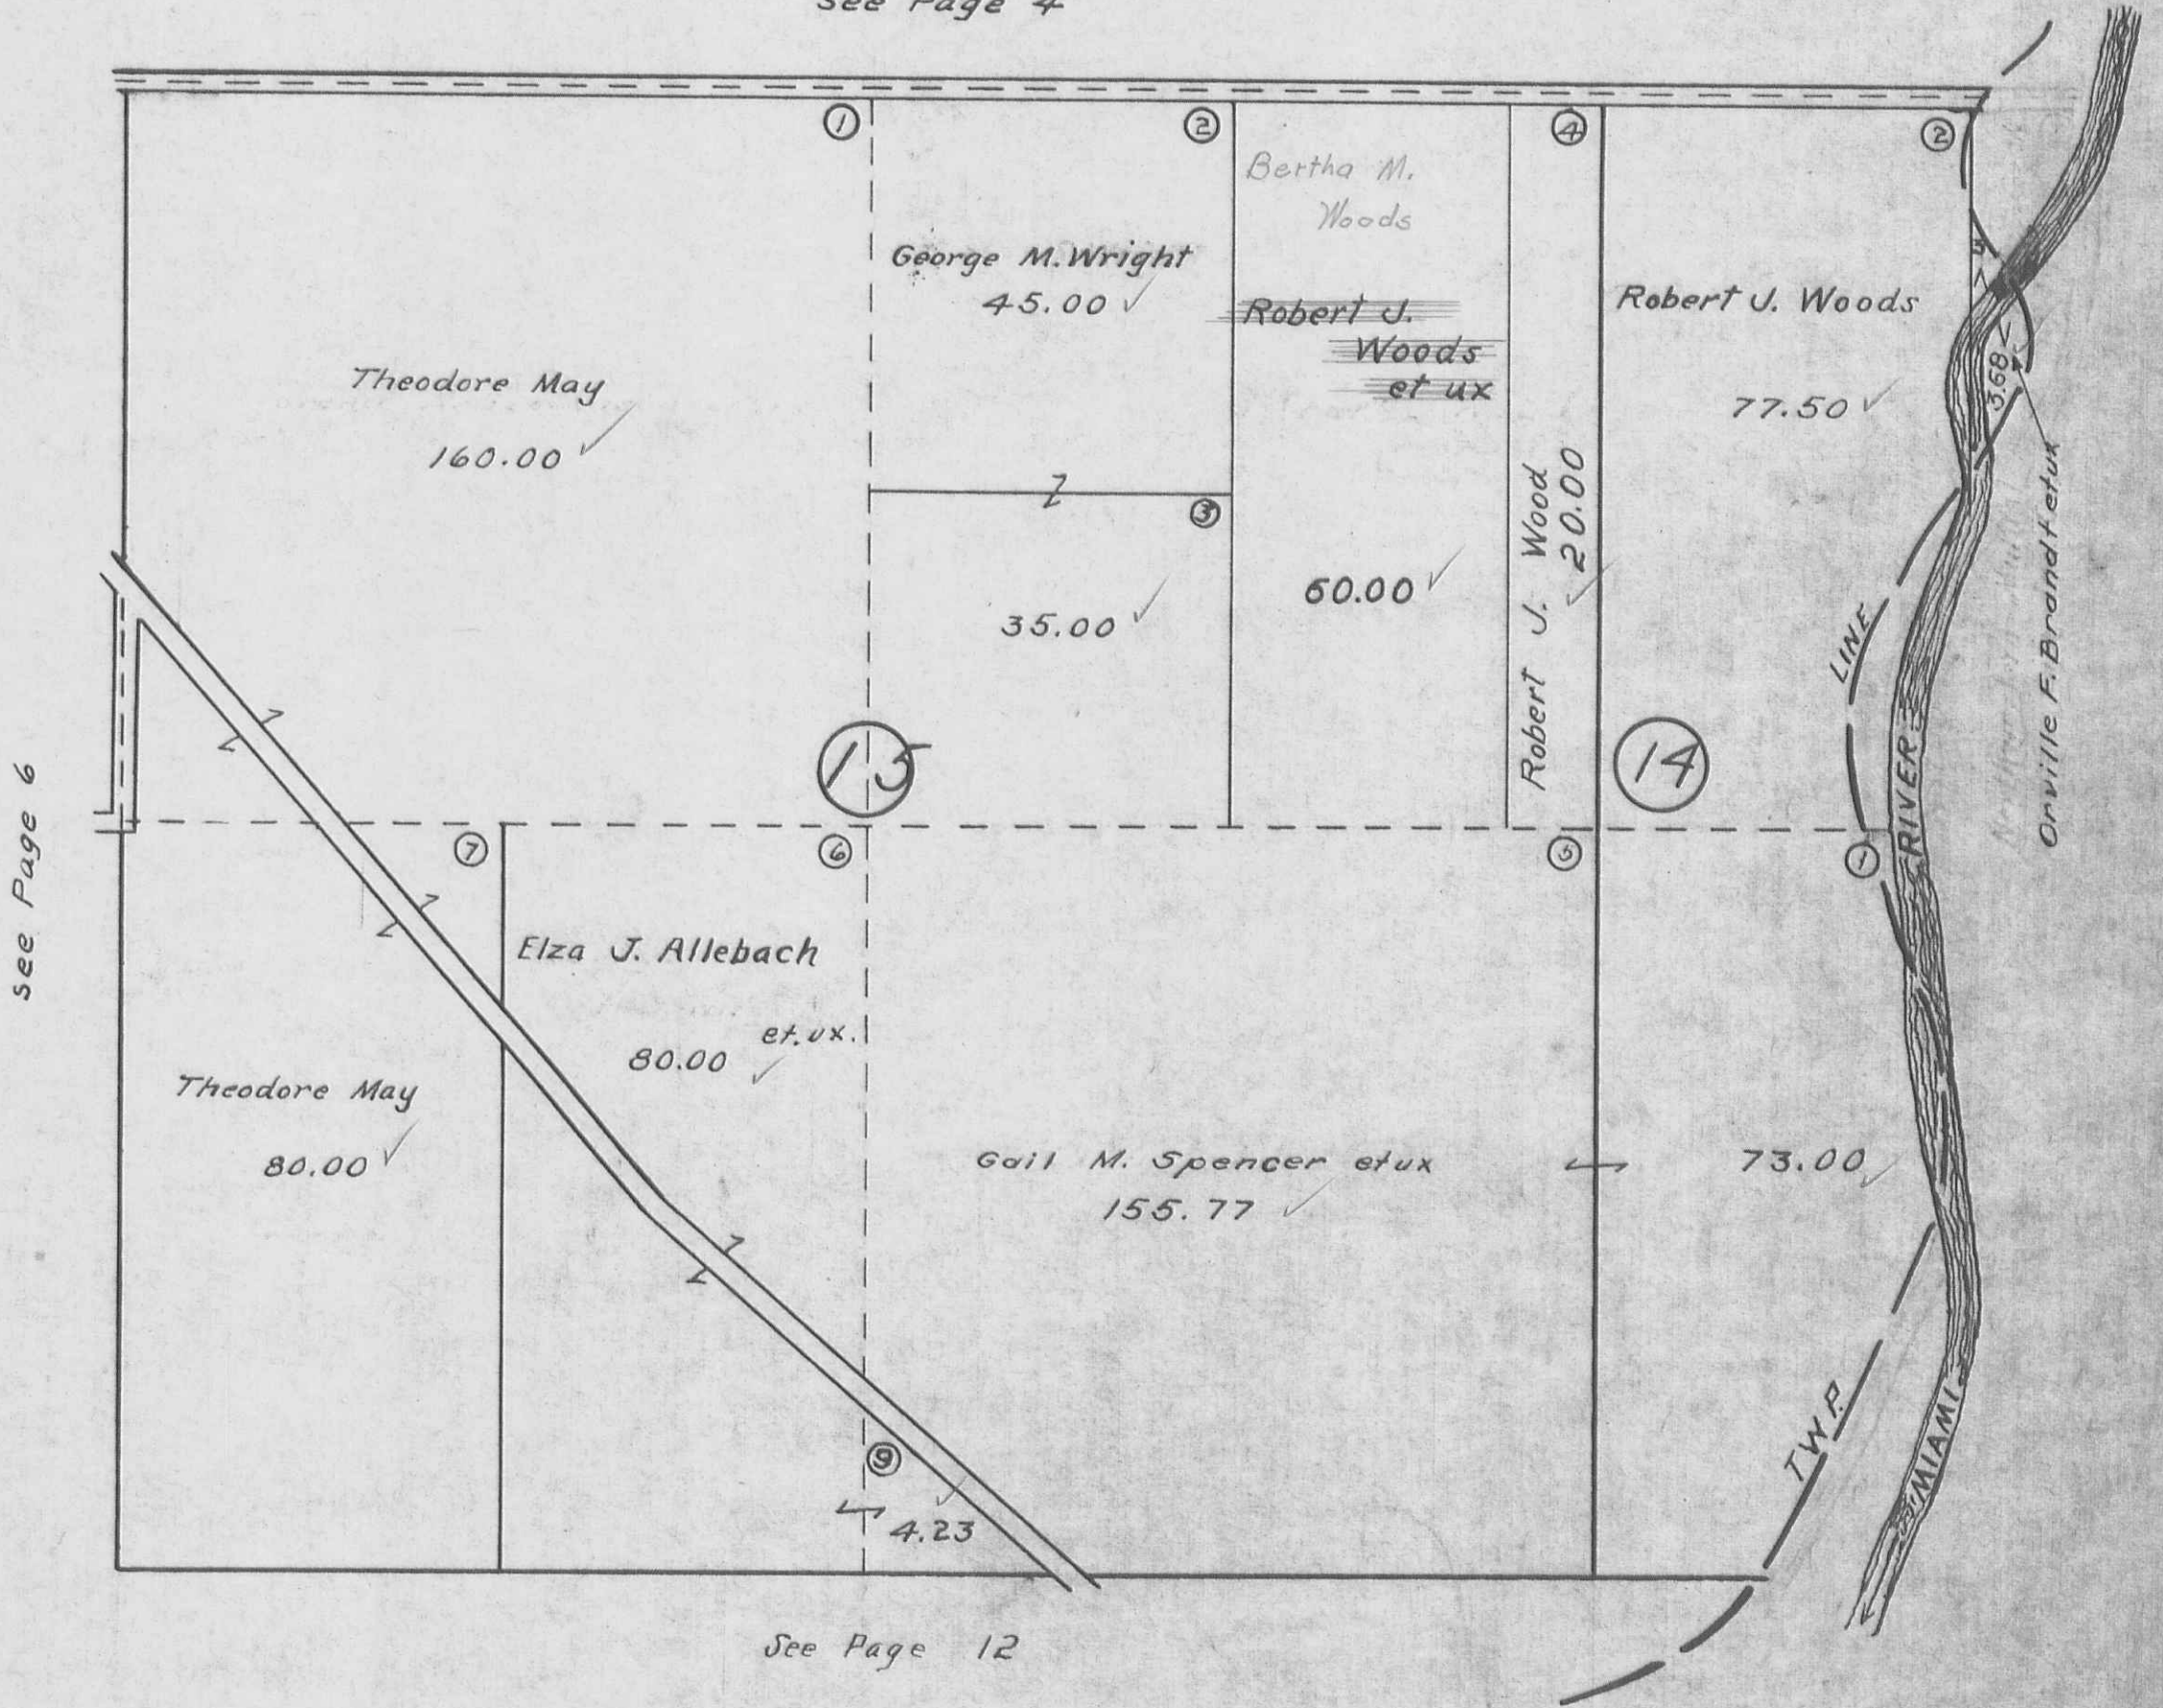 See Page 4
1
2
4
2
Bertha M.
Woods
George M. Wright
45.00
Robert J.
Woods
et ux
Robert J. Woods
77.50
3.68
Theodore May
160.00
3
35.00
60.00
Robert J. Wood
20.00
Orville F. Brandt et ux
LINE
RIVER
15
14
see Page 6
7
6
5
1
Elza J. Allebach
et. ux.
80.00
Theodore May
80.00
Gail M. Spencer et ux
155.77
73.00
9
4.23
TWP.
MIAMI
See Page 12